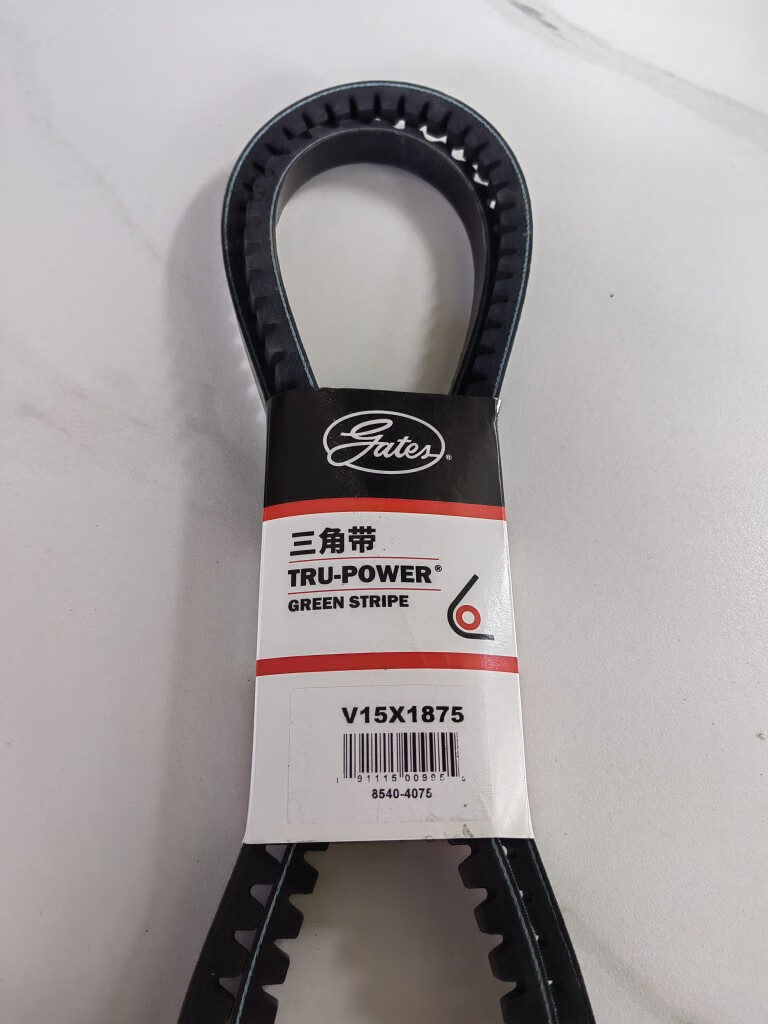 Gates®
三角带
TRU-POWER®
GREEN STRIPE
V15X1875
8540-4075